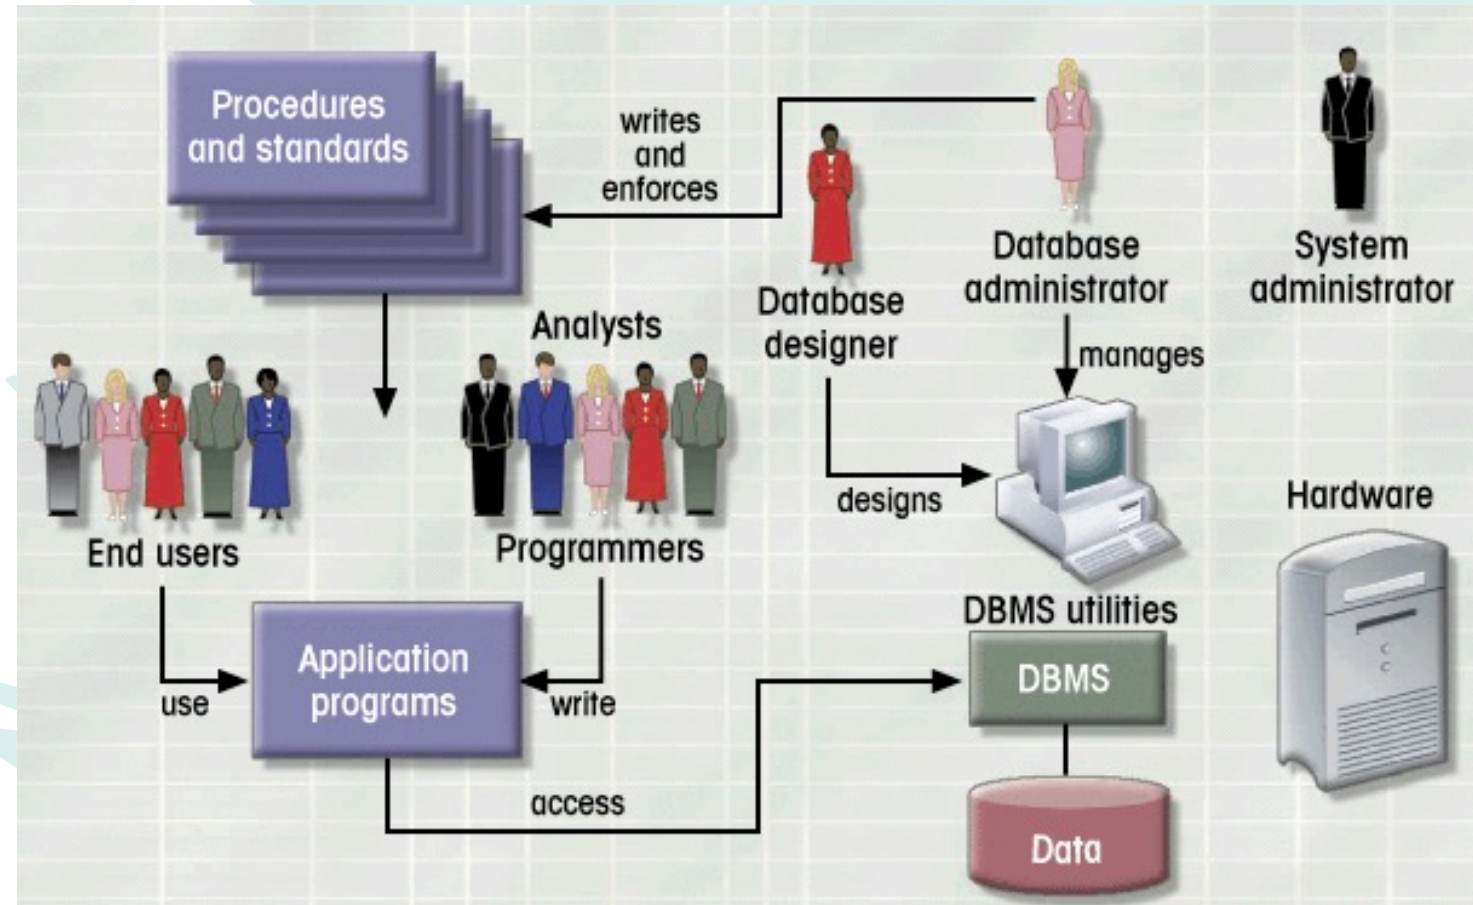 Procedures
and standards
writes
and
enforces
Database
administrator
System
administrator
Database
designer
Analysts
manages
designs
Hardware
End users
Programmers
DBMS utilities
Application
programs
use
write
DBMS
access
Data